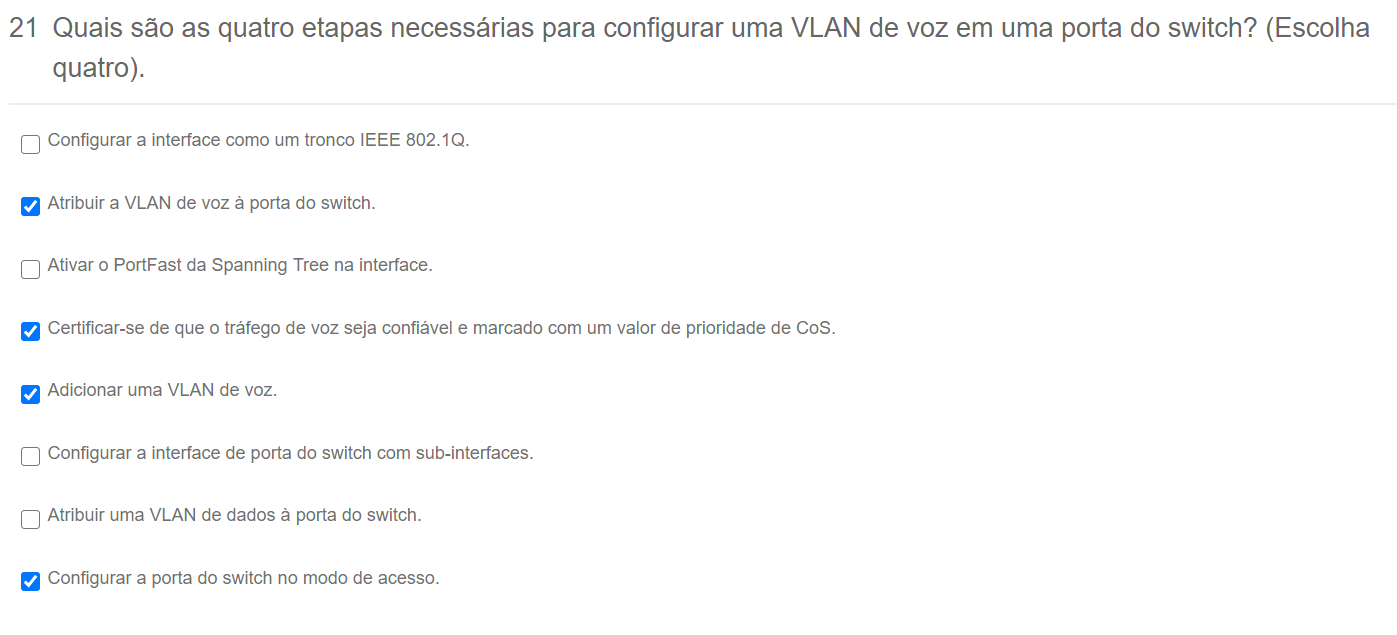 21 Quais são as quatro etapas necessárias para configurar uma VLAN de voz em uma porta do switch? (Escolha
quatro).
Configurar a interface como um tronco IEEE 802.1Q.
Atribuir a VLAN de voz à porta do switch.
Ativar o PortFast da Spanning Tree na interface.
Certificar-se de que o tráfego de voz seja confiável e marcado com um valor de prioridade de CoS.
Adicionar uma VLAN de voz.
Configurar a interface de porta do switch com sub-interfaces.
Atribuir uma VLAN de dados à porta do switch.
Configurar a porta do switch no modo de acesso.